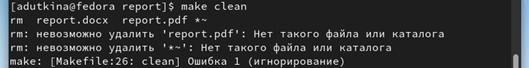 [adutkina@fedora report]$ make clean
rm  report.docx  report.pdf *~
rm: невозможно удалить 'report.pdf': Нет такого файла или каталога
rm: невозможно удалить '*~': Нет такого файла или каталога
make: [Makefile:26: clean] Ошибка 1 (игнорирование)